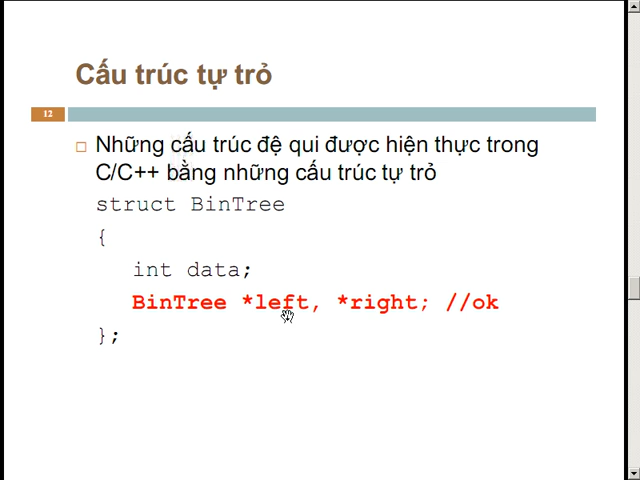 Cấu trúc tự trỏ
12
Những cấu trúc đệ qui được hiện thực trong
C/C++ bằng những cấu trúc tự trỏ
struct BinTree
{
int data;
BinTree *left, *right; //ok
};